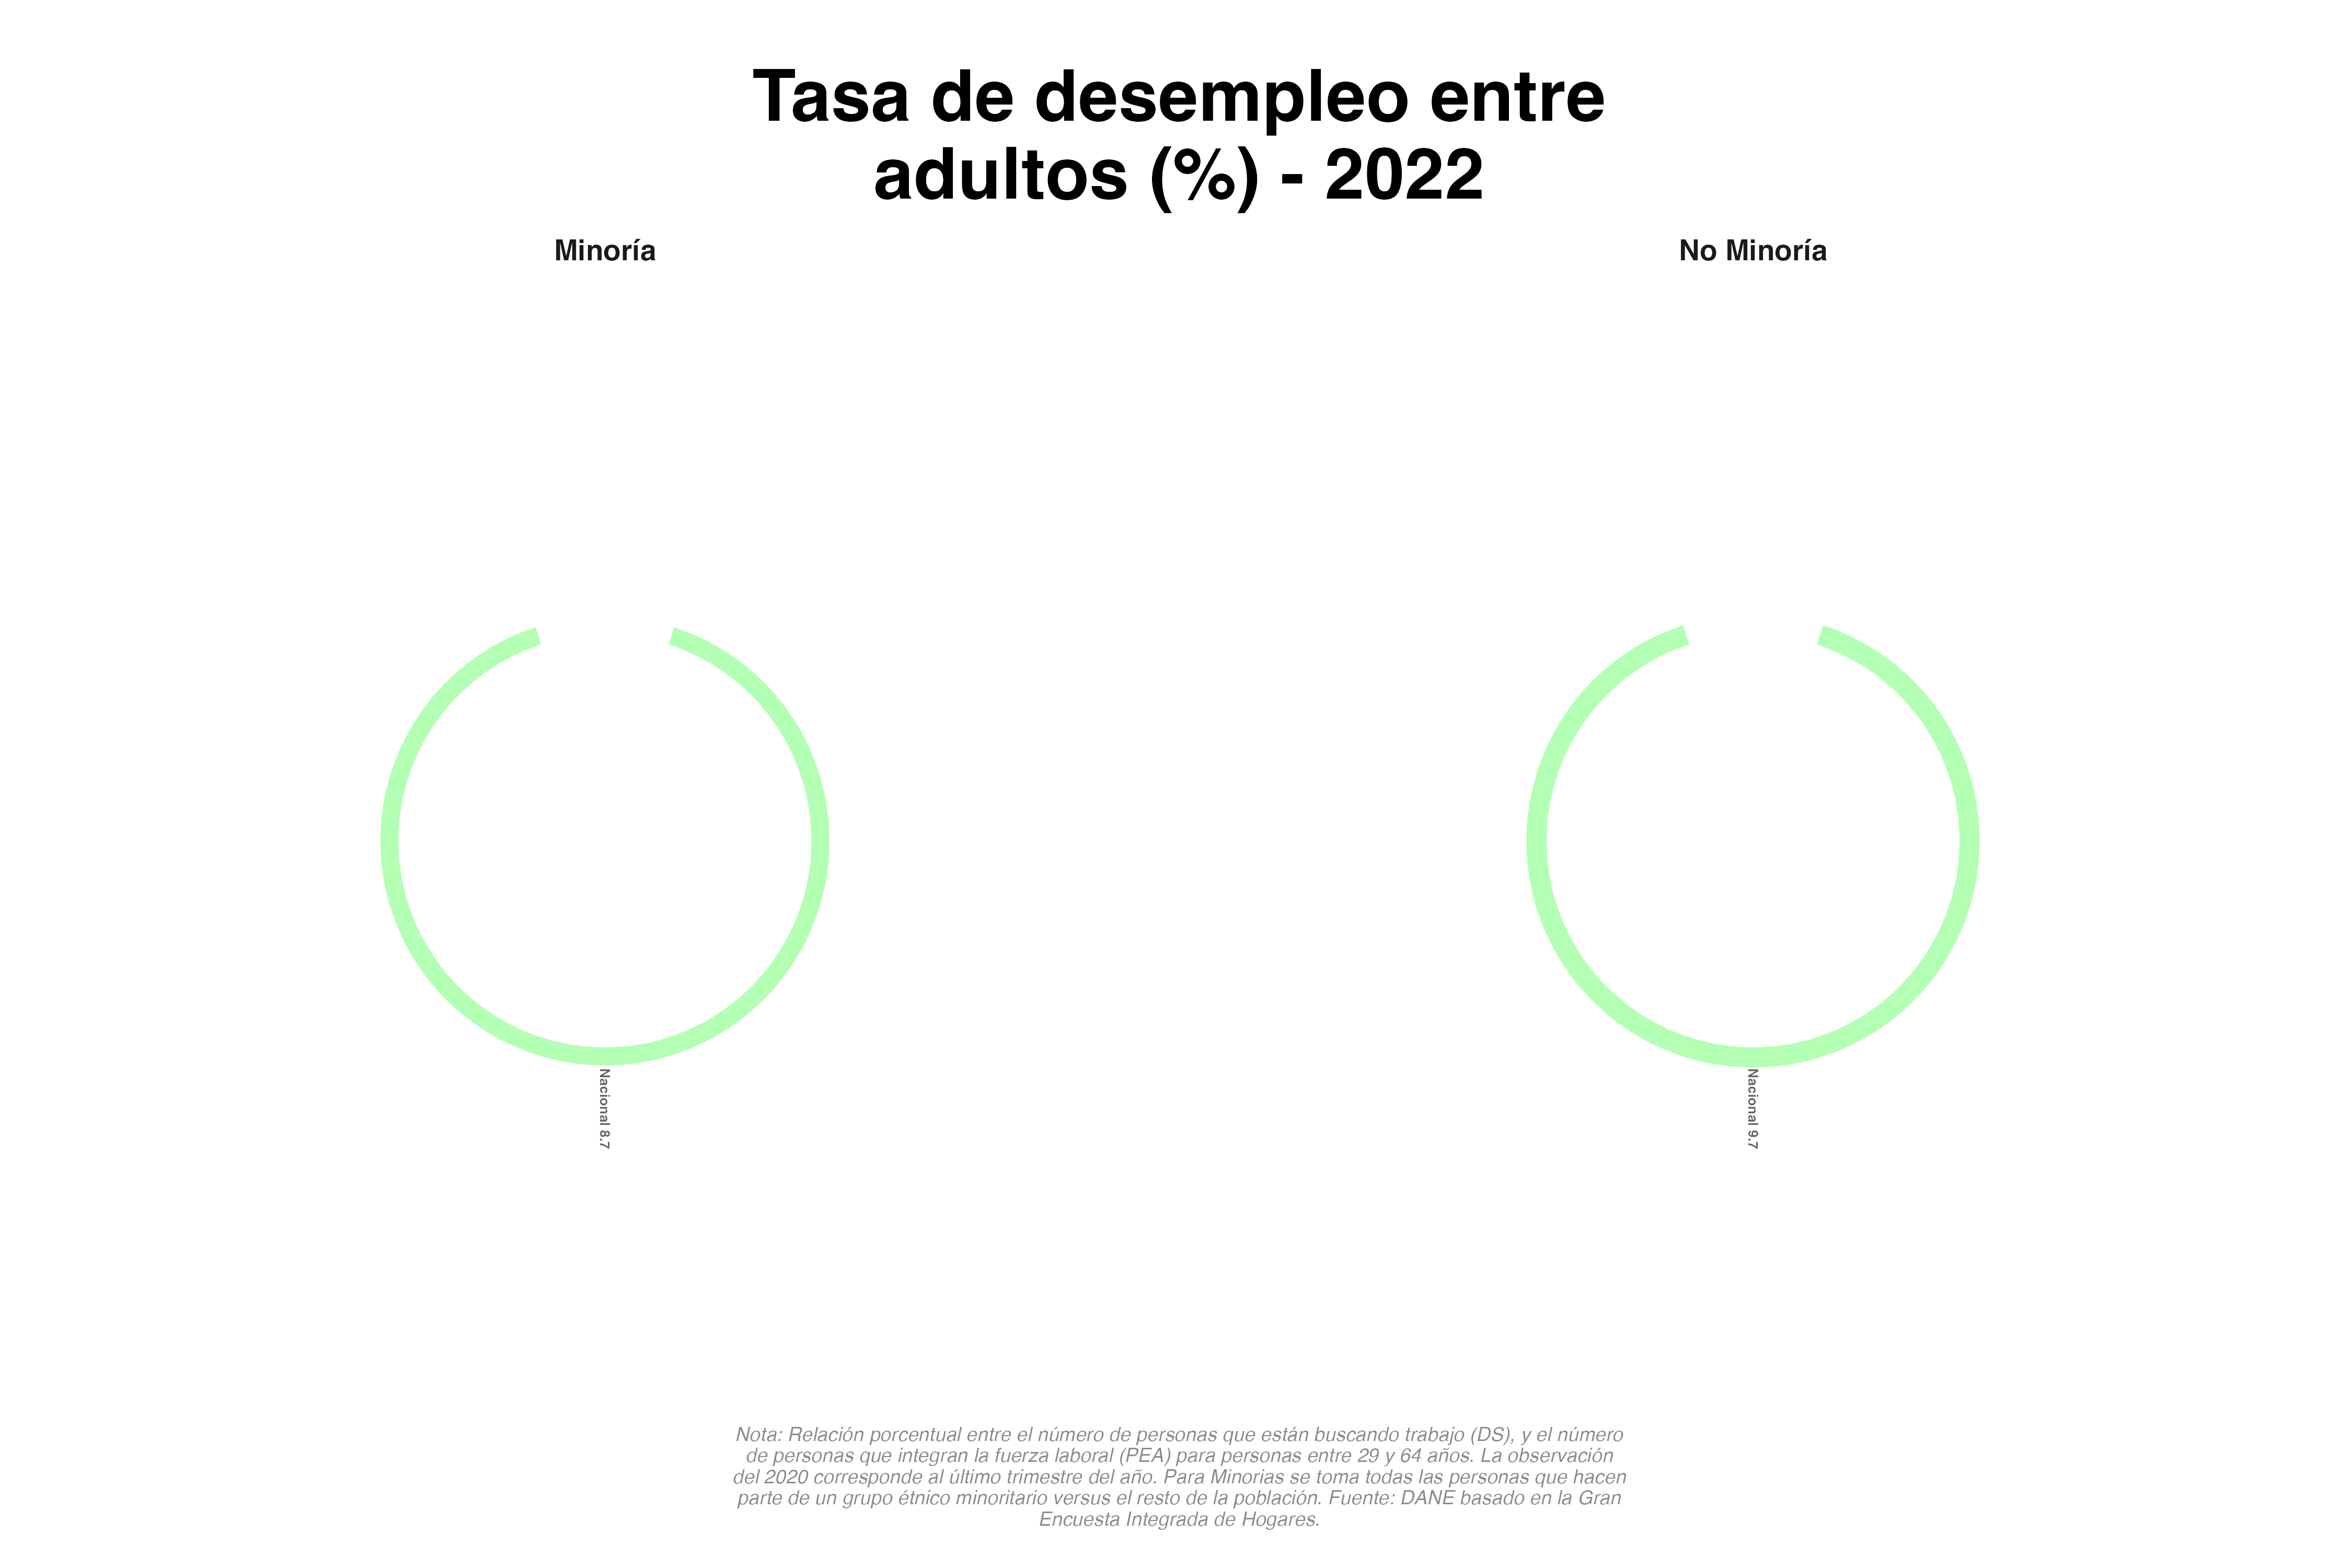 Tasa de desempleo entre
adultos (%) - 2022
Minoría
No Minoría
Nacional 8.7
Nacional 9.7
Nota: Relación porcentual entre el número de personas que están buscando trabajo (DS), y el número
de personas que integran la fuerza laboral (PEA) para personas entre 29 y 64 años. La observación
del 2020 corresponde al último trimestre del año. Para Minorias se toma todas las personas que hacen
parte de un grupo étnico minoritario versus el resto de la población. Fuente: DANE basado en la Gran
Encuesta Integrada de Hogares.